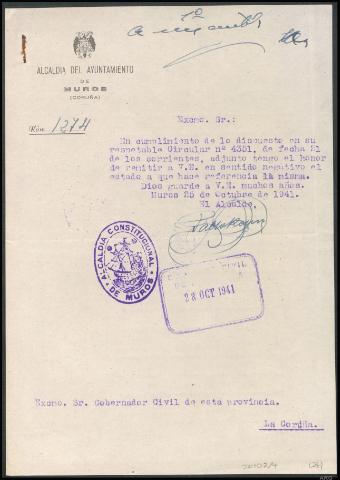 1º
ALCALDIA DEL AYUNTAMIENTO
DE
MUROS
(CORUÑA)
Núm. 1274
Excmo. Sr.:
En cumplimiento de lo dispuesto en su
respetable Circular nº 4351, de fecha 21
de los corrientes, adjunto tengo el honor
de remitir a V.E. en sentido negativo el
estado a que hace referencia la misma.
Dios guarde a V.E. muchos años.
Muros 25 de Octubre de 1941.
El Alcalde,
ALCALDIA CONSTITUCIONAL
DE MUROS
CIVIL
28 OCT 1941
Excmo. Sr. Gobernador Civil de esta provincia.
La Coruña.